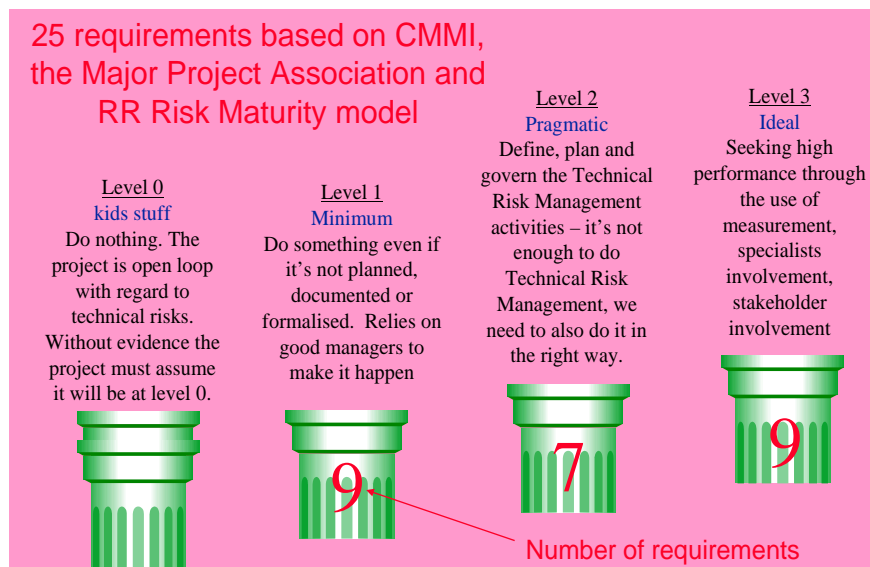 25 requirements based on CMMI,
the Major Project Association and
RR Risk Maturity model
Level 0
kids stuff
Do nothing. The
project is open loop
with regard to
technical risks.
Without evidence the
project must assume
it will be at level 0.
Level 1
Minimum
Do something even if
it’s not planned,
documented or
formalised.  Relies on
good managers to
make it happen
9
Level 2
Pragmatic
Define, plan and
govern the Technical
Risk Management
activities – it’s not
enough to do
Technical Risk
Management, we
need to also do it in
the right way.
7
Level 3
Ideal
Seeking high
performance through
the use of
measurement,
specialists
involvement,
stakeholder
involvement
9
Number of requirements